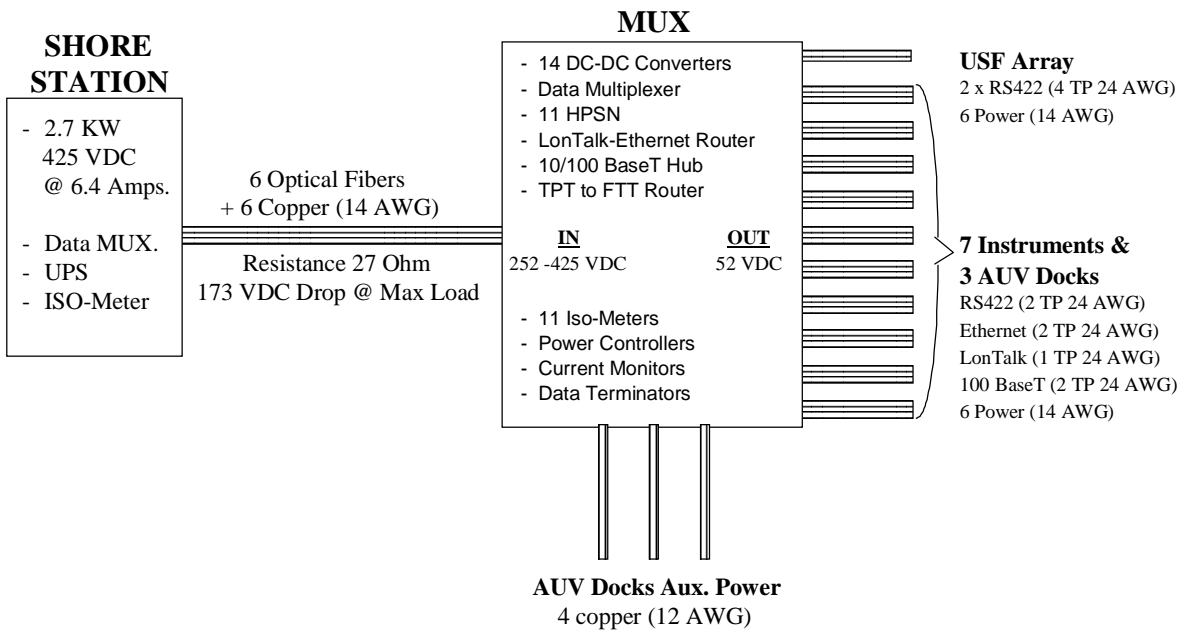 SHORE
STATION
- 2.7 KW
425 VDC
@ 6.4 Amps.
- Data MUX.
- UPS
- ISO-Meter
6 Optical Fibers
+ 6 Copper (14 AWG)
Resistance 27 Ohm
173 VDC Drop @ Max Load
MUX
- 14 DC-DC Converters
- Data Multiplexer
- 11 HPSN
- LonTalk-Ethernet Router
- 10/100 BaseT Hub
- TPT to FTT Router
IN OUT
252 -425 VDC 52 VDC
- 11 Iso-Meters
- Power Controllers
- Current Monitors
- Data Terminators
USF Array
2 x RS422 (4 TP 24 AWG)
6 Power (14 AWG)
7 Instruments &
3 AUV Docks
RS422 (2 TP 24 AWG)
Ethernet (2 TP 24 AWG)
LonTalk (1 TP 24 AWG)
100 BaseT (2 TP 24 AWG)
6 Power (14 AWG)
AUV Docks Aux. Power
4 copper (12 AWG)